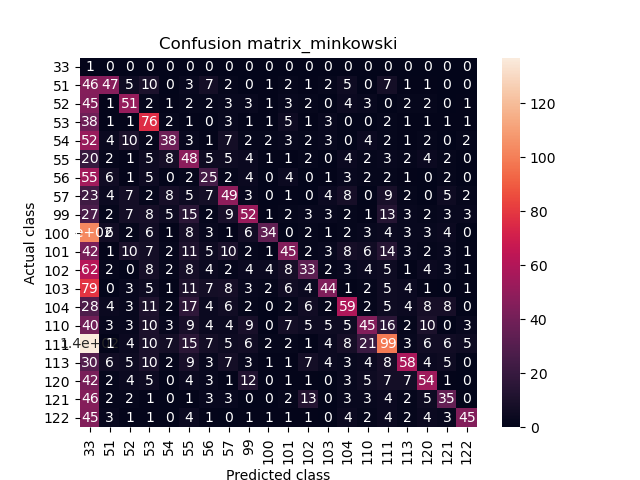 Confusion matrix_minkowski
Actual class
33 1 0 0 0 0 0 0 0 0 0 0 0 0 0 0 0 0 0 0 0
51 46 47 5 10 0 3 7 2 0 1 2 1 2 5 0 7 1 1 0 0
52 45 1 51 2 1 2 2 3 3 1 3 2 0 4 3 0 2 2 1 1
53 38 1 1 76 2 1 0 3 1 1 5 1 3 0 0 2 1 0 0 1
54 52 4 10 2 38 3 1 7 2 2 3 3 0 4 2 1 2 0 2
55 20 2 1 5 8 48 5 5 4 1 1 2 0 4 2 3 2 4 2 0
56 55 6 1 5 0 2 25 2 4 0 4 0 1 3 2 2 1 0 2 0
57 23 4 7 2 8 5 7 49 3 0 1 0 4 8 0 9 2 0 5 2
99 27 2 7 8 5 15 2 9 52 1 2 3 3 2 1 13 3 2 3 3
100 2 6 1 8 3 1 6 34 0 2 1 2 3 4 3 3 4 0
101 42 1 10 7 2 11 5 10 2 1 45 2 3 8 6 14 3 2 3 1
102 62 2 0 8 2 8 4 2 4 4 8 33 2 3 4 5 1 4 3 1
103 79 0 3 5 1 11 7 8 3 2 6 4 44 1 2 5 4 1 0 1
104 28 4 3 11 2 17 4 6 2 0 2 6 2 59 2 5 4 8 8 0
110 40 3 3 10 3 9 4 4 9 0 7 5 5 5 45 16 2 10 0 3
111 4 10 7 15 7 5 6 2 2 1 4 8 21 99 3 6 6 5
113 30 6 5 10 2 9 3 7 3 1 1 7 4 3 4 8 58 4 5 0
120 42 2 4 5 0 4 3 3 12 0 1 1 0 3 5 7 7 54 1 0
121 46 2 2 1 0 1 3 3 0 0 2 13 0 3 3 4 2 5 35 0
122 45 3 1 1 0 4 1 0 1 1 1 1 0 4 2 4 2 4 3 45
33 51 52 53 54 55 56 57 99 100 101 102 103 104 110 111 113 120 121 122
Predicted class
120
100
80
60
40
20
0